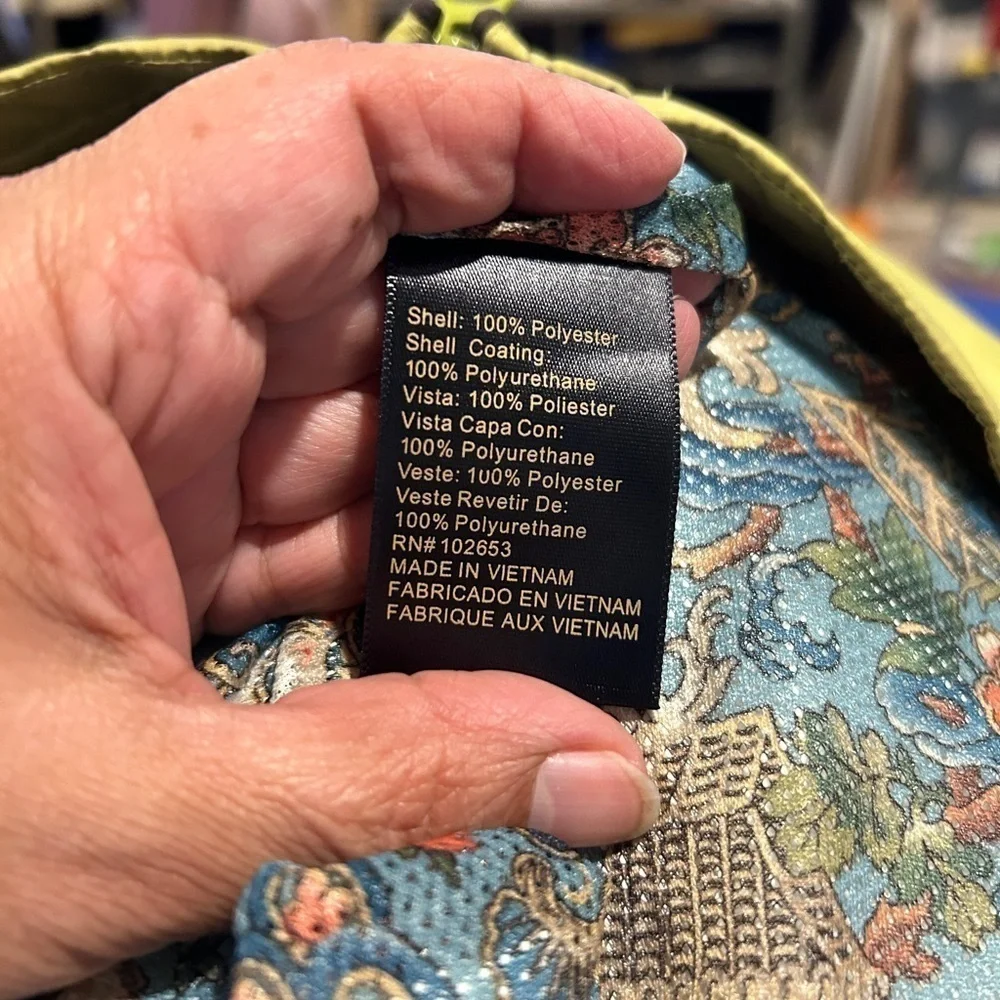 Shell: 100% Polyester
Shell Coating:
100% Polyurethane
Vista: 100% Poliester
Vista Capa Con:
100% Polyurethane
Veste: 100% Polyester
Veste Revetir De:
100% Polyurethane
RN# 102653
MADE IN VIETNAM
FABRICADO EN VIETNAM
FABRIQUE AUX VIETNAM